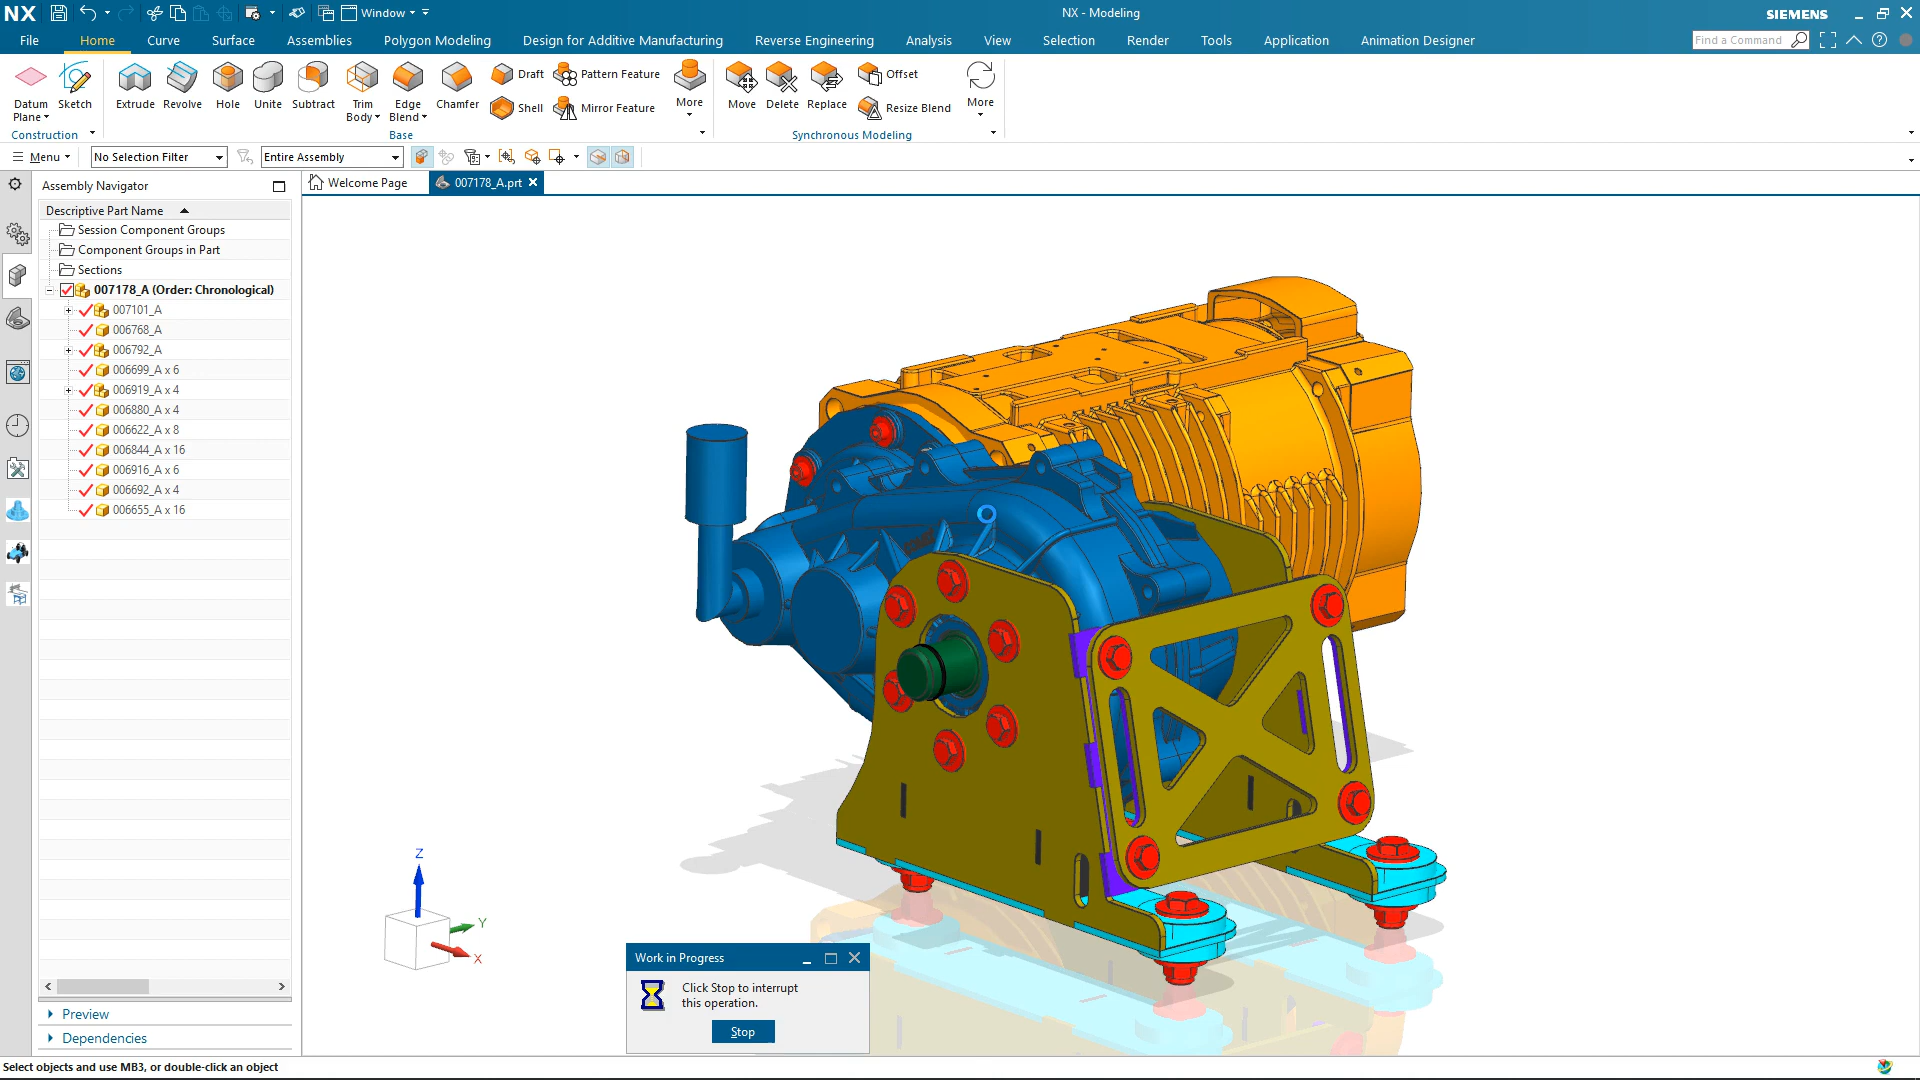 NX
Window
NX - Modeling
SIEMENS
File
Home
Curve
Surface
Assemblies
Polygon Modeling
Design for Additive Manufacturing
Reverse Engineering
Analysis
View
Selection
Render
Tools
Application
Animation Designer
Find a Command
Datum Plane
Sketch
Extrude
Revolve
Hole
Unite
Subtract
Trim Body
Edge Blend
Chamfer
Draft
Shell
Pattern Feature
Mirror Feature
More
Move
Delete
Replace
Offset
Resize Blend
More
Construction
Base
Synchronous Modeling
Menu
No Selection Filter
Entire Assembly
Assembly Navigator
Welcome Page
007178_A.prt
Descriptive Part Name
Session Component Groups
Component Groups in Part
Sections
007178_A (Order: Chronological)
007101_A
006768_A
006792_A
006699_A x 6
006919_A x 4
006880_A x 4
006622_A x 8
006844_A x 16
006916_A x 6
006692_A x 4
006655_A x 16
Z
Y
X
Work in Progress
Click Stop to interrupt
this operation.
Stop
Preview
Dependencies
Select objects and use MB3, or double-click an object